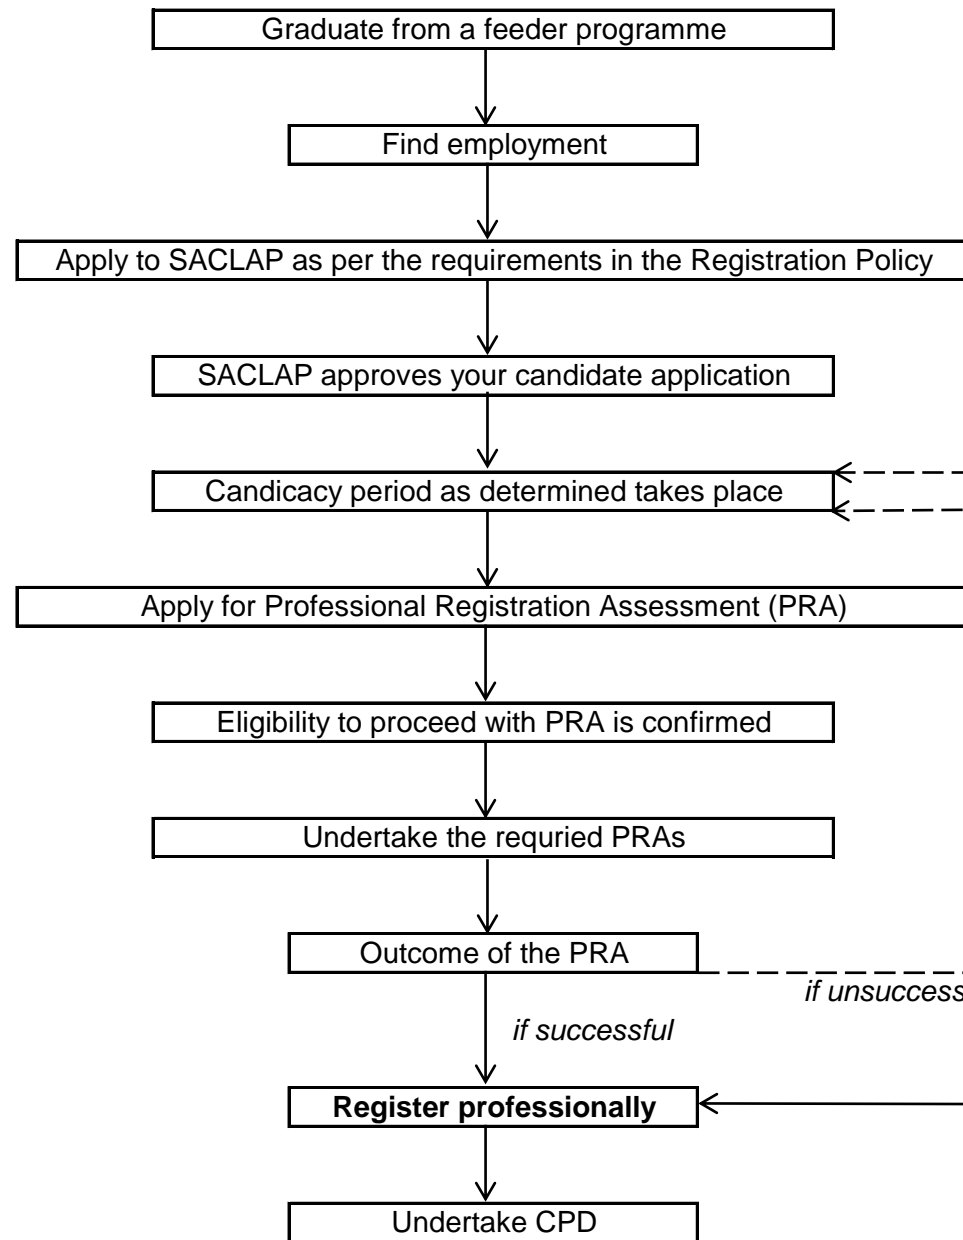 Graduate from a feeder programme
Find employment
Apply to SACLAP as per the requirements in the Registration Policy
SACLAP approves your candidate application
Candicacy period as determined takes place
Apply for Professional Registration Assessment (PRA)
Eligibility to proceed with PRA is confirmed
Undertake the requried PRAs
Outcome of the PRA
if unsuccess
if successful
Register professionally
Undertake CPD